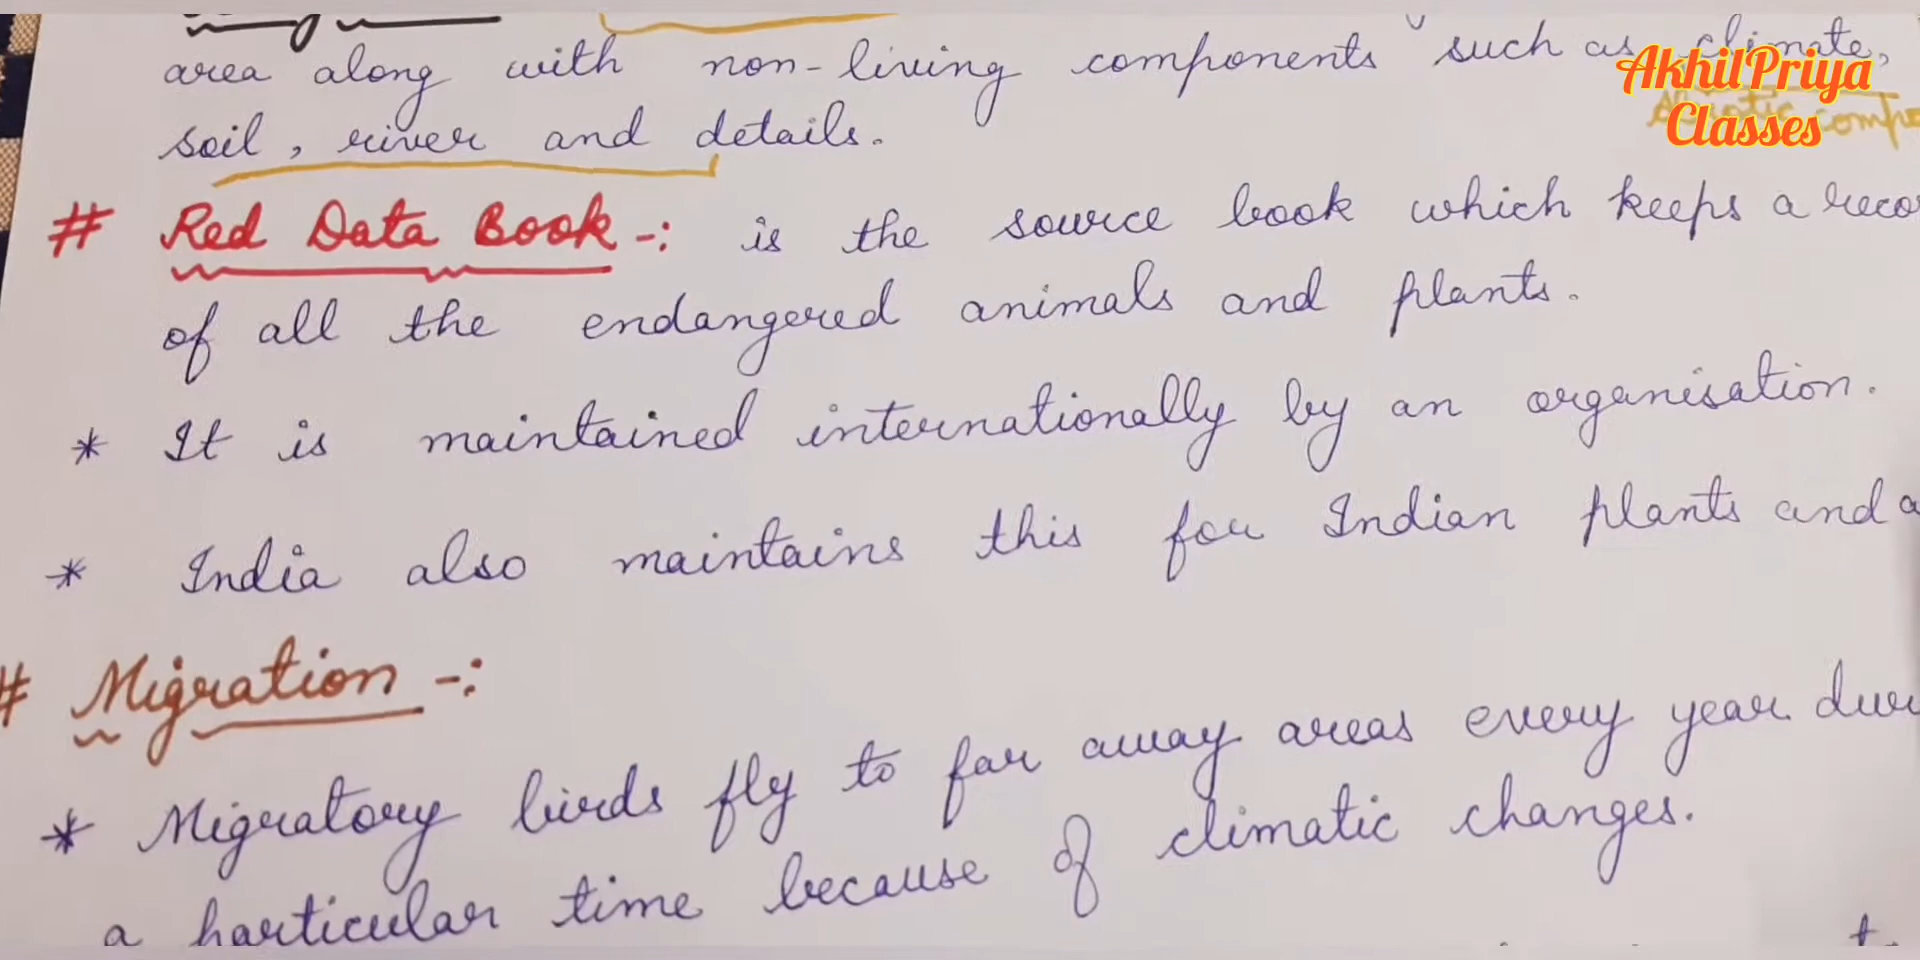 area along with non-living components such as climate,
soil, river and details.
AkhilPriya
Classes
# Red Data Book -: is the source book which keeps a reco
of all the endangered animals and plants.
* It is maintained internationally by an organisation.
* India also maintains this for Indian plants and a
# Migration -:
* Migratory birds fly to far away areas every year dur
a particular time because of climatic changes.